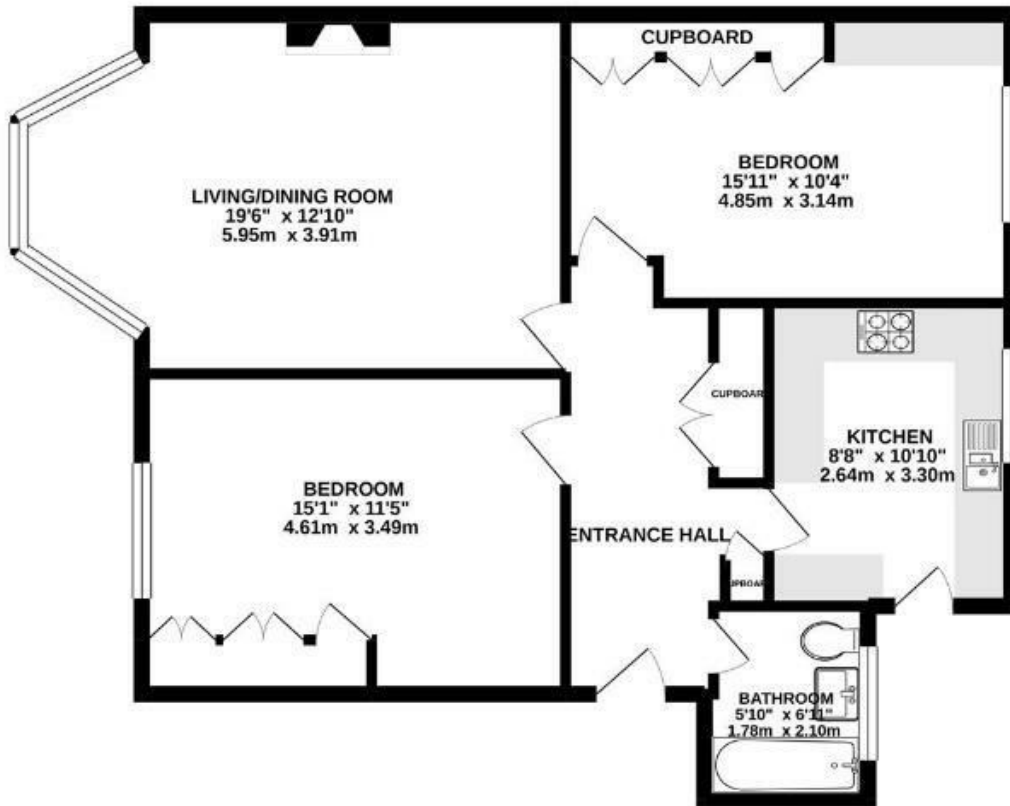 CUPBOARD
BEDROOM
15'11" x 10'4"
4.85m x 3.14m
LIVING/DINING ROOM
19'6" x 12'10"
5.95m x 3.91m
CUPBOAR
KITCHEN
8'8" x 10'10"
2.64m x 3.30m
BEDROOM
15'1" x 11'5"
4.61m x 3.49m
ENTRANCE HALL
UPBOAR
BATHROOM
5'10" x 6'11"
1.78m x 2.10m